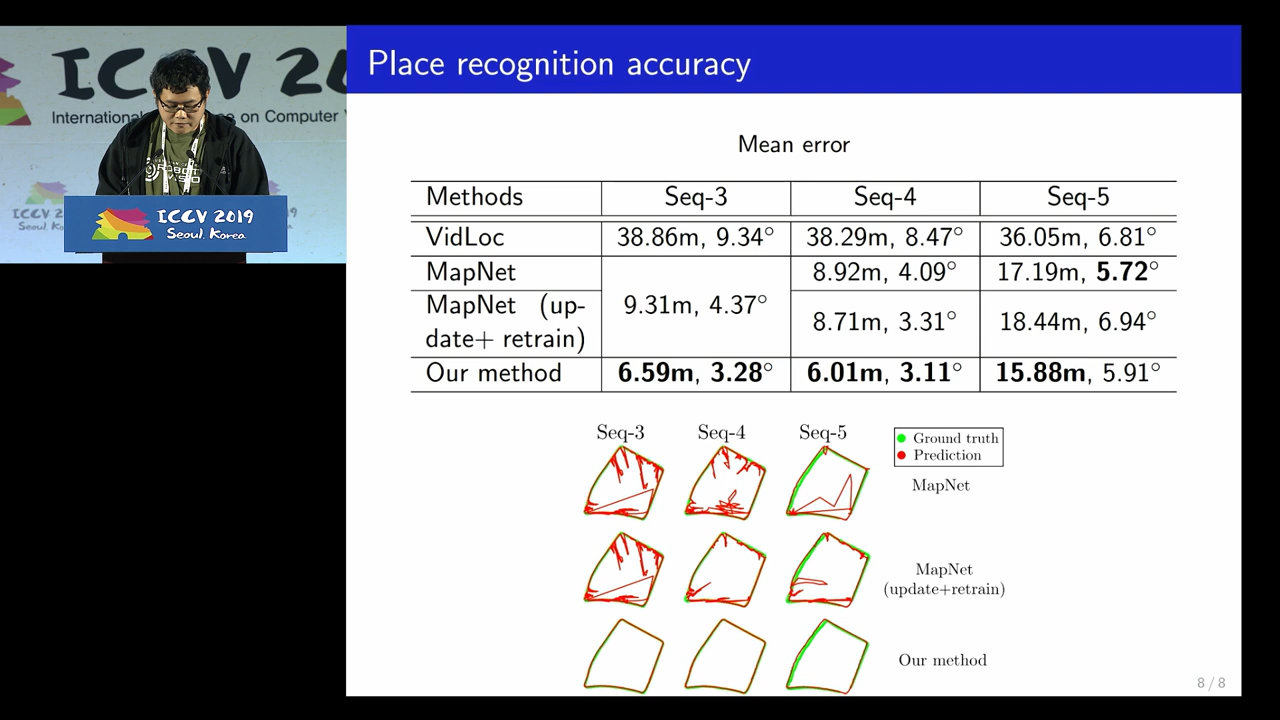 ICCV 20
International
on Computer
ROBOT
VISIO
ICCV 2019
Seoul, Korea
Place recognition accuracy
Mean error
Methods Seq-3 Seq-4 Seq-5
VidLoc 38.86m, 9.34° 38.29m, 8.47° 36.05m, 6.81°
MapNet 8.92m, 4.09° 17.19m, 5.72°
9.31m, 4.37°
MapNet (up-
date+ retrain) 8.71m, 3.31° 18.44m, 6.94°
Our method 6.59m, 3.28° 6.01m, 3.11° 15.88m, 5.91°
Seq-3 Seq-4 Seq-5
Ground truth
Prediction
MapNet
MapNet
(update+retrain)
Our method
8 / 8